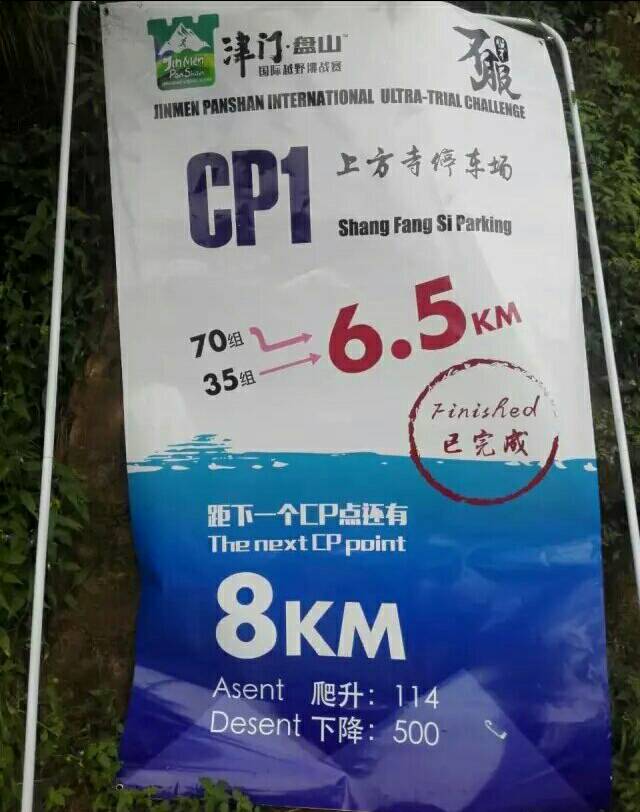 JinMen
PanShan
津门·盘山™
国际越野挑战赛
不服
JINMEN PANSHAN INTERNATIONAL ULTRA-TRIAL CHALLENGE
CP1
上方寺停车场
Shang Fang Si Parking
70组
35组
6.5KM
Finished
已完成
距下一个CP点还有
The next CP point
8KM
Asent 爬升：114
Desent 下降：500